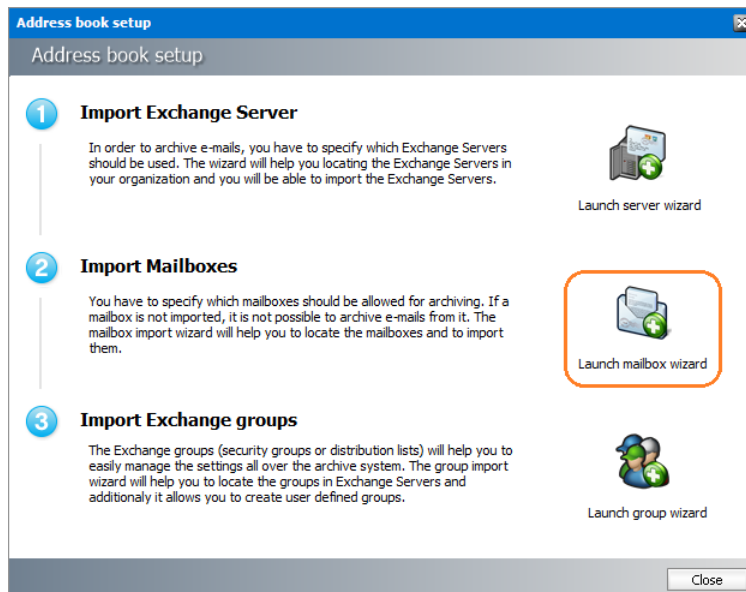 Address book setup
Address book setup
1
Import Exchange Server
In order to archive e-mails, you have to specify which Exchange Servers
should be used. The wizard will help you locating the Exchange Servers in
your organization and you will be able to import the Exchange Servers.
Launch server wizard
2
Import Mailboxes
You have to specify which mailboxes should be allowed for archiving. If a
mailbox is not imported, it is not possible to archive e-mails from it. The
mailbox import wizard will help you to locate the mailboxes and to import
them.
Launch mailbox wizard
3
Import Exchange groups
The Exchange groups (security groups or distribution lists) will help you to
easily manage the settings all over the archive system. The group import
wizard will help you to locate the groups in Exchange Servers and
additionaly it allows you to create user defined groups.
Launch group wizard
Close